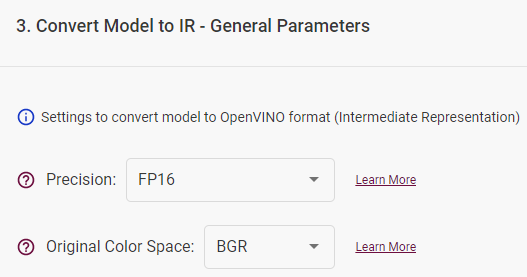 3. Convert Model to IR - General Parameters
Settings to convert model to OpenVINO format (Intermediate Representation)
Precision: FP16 Learn More
Original Color Space: BGR Learn More